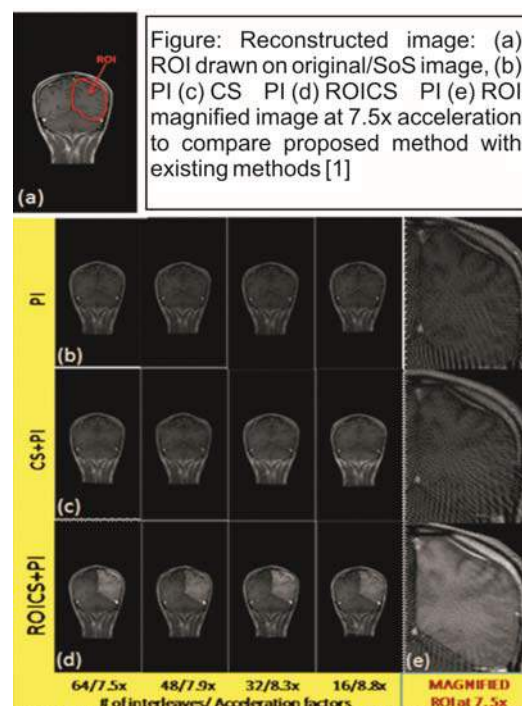 ROI
(a)
Figure: Reconstructed image: (a)
ROI drawn on original/SoS image, (b)
PI (c) CS PI (d) ROICS PI (e) ROI
magnified image at 7.5x acceleration
to compare proposed method with
existing methods [1]
PI
(b)
CS+PI
(c)
ROICS+PI
(d)
(e)
64/7.5x 48/7.9x 32/8.3x 16/8.8x
# of interleaves/ Acceleration factors
MAGNIFIED
ROI at 7.5x